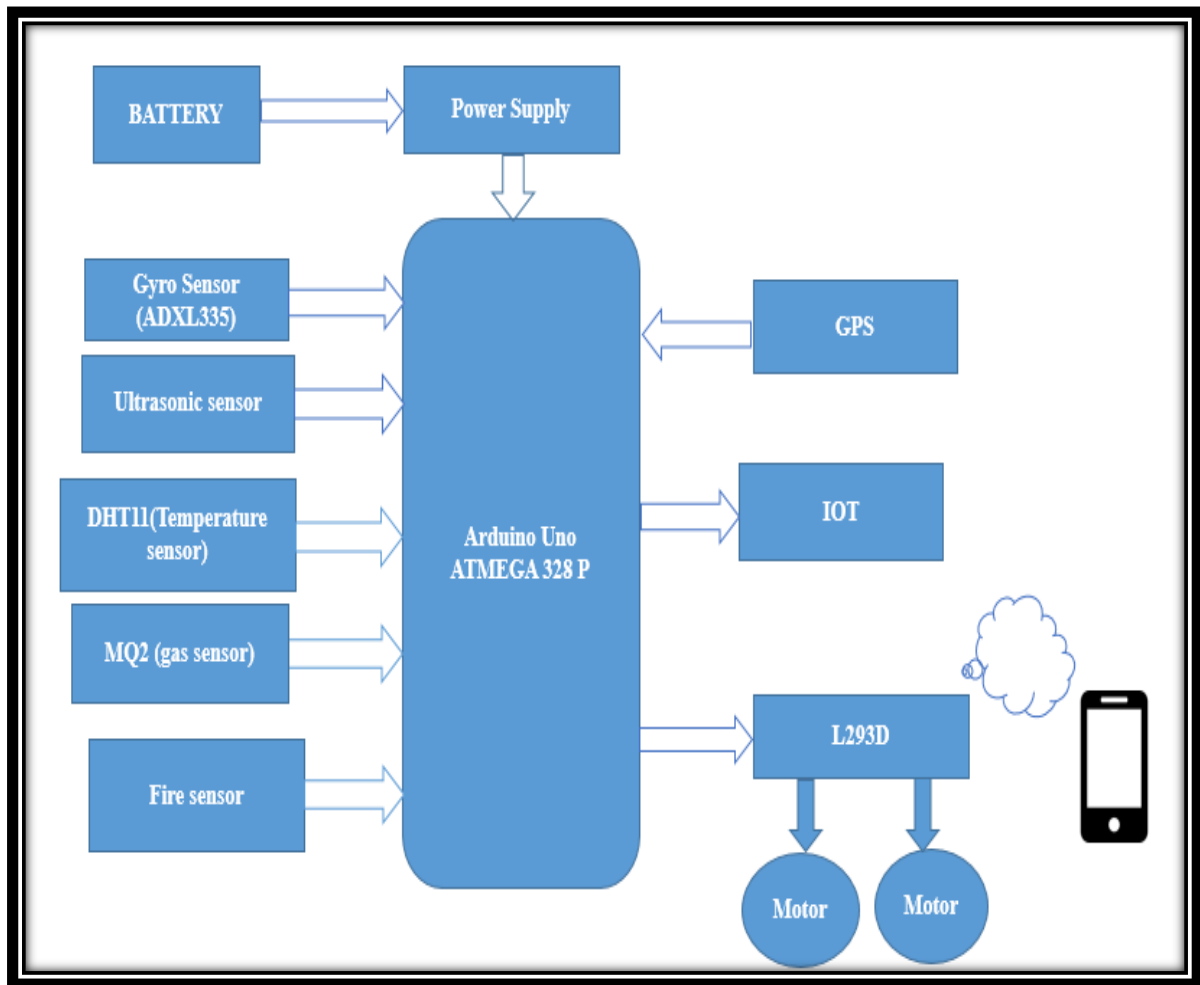 BATTERY
Power Supply
Gyro Sensor
(ADXL335)
Ultrasonic sensor
DHT11(Temperature
sensor)
MQ2 (gas sensor)
Fire sensor
Arduino Uno
ATMEGA 328 P
GPS
IOT
L293D
Motor
Motor